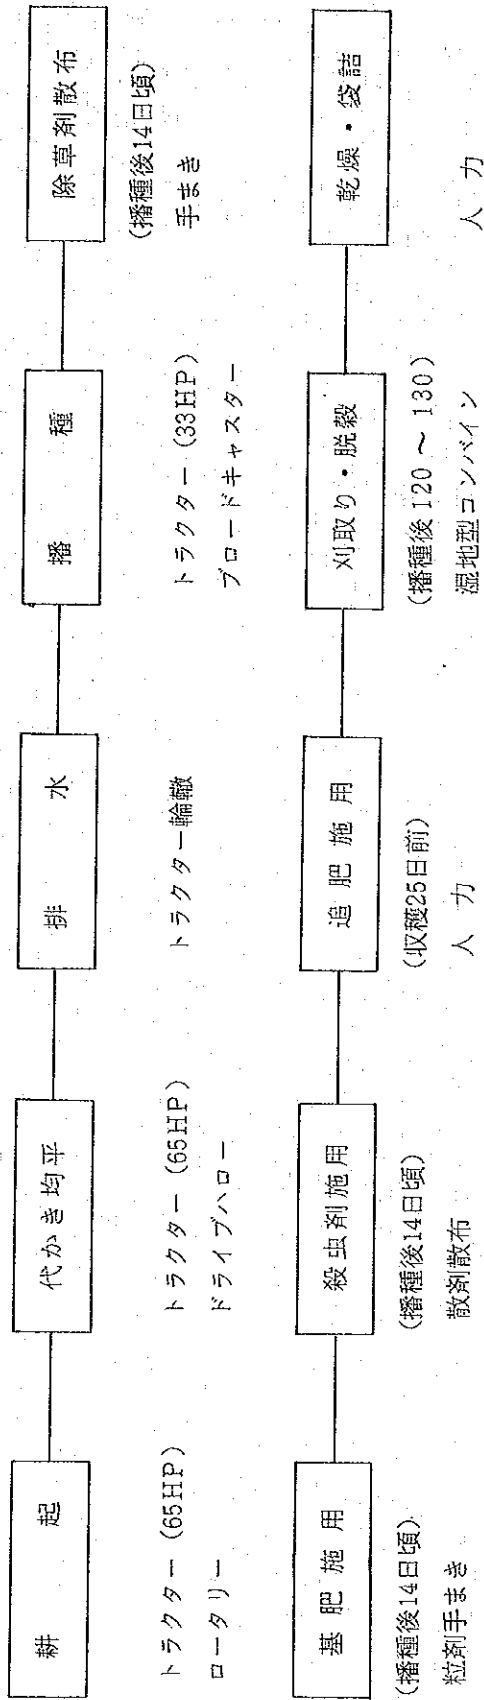 耕起
トラクター (65HP)
ロータリー
代かき均平
トラクター (65HP)
ドライブハロー
排水
トラクター輪轍
播種
トラクター (33HP)
ブロードキャスター
除草剤散布
(播種後14日頃)
手まき
基肥施用
(播種後14日頃)
粒剤手まき
殺虫剤施用
(播種後14日頃)
散剤散布
追肥施用
(収穫25日前)
人力
刈取り・脱穀
(播種後120～130)
湿地型コンバイン
乾燥・袋詰
人力